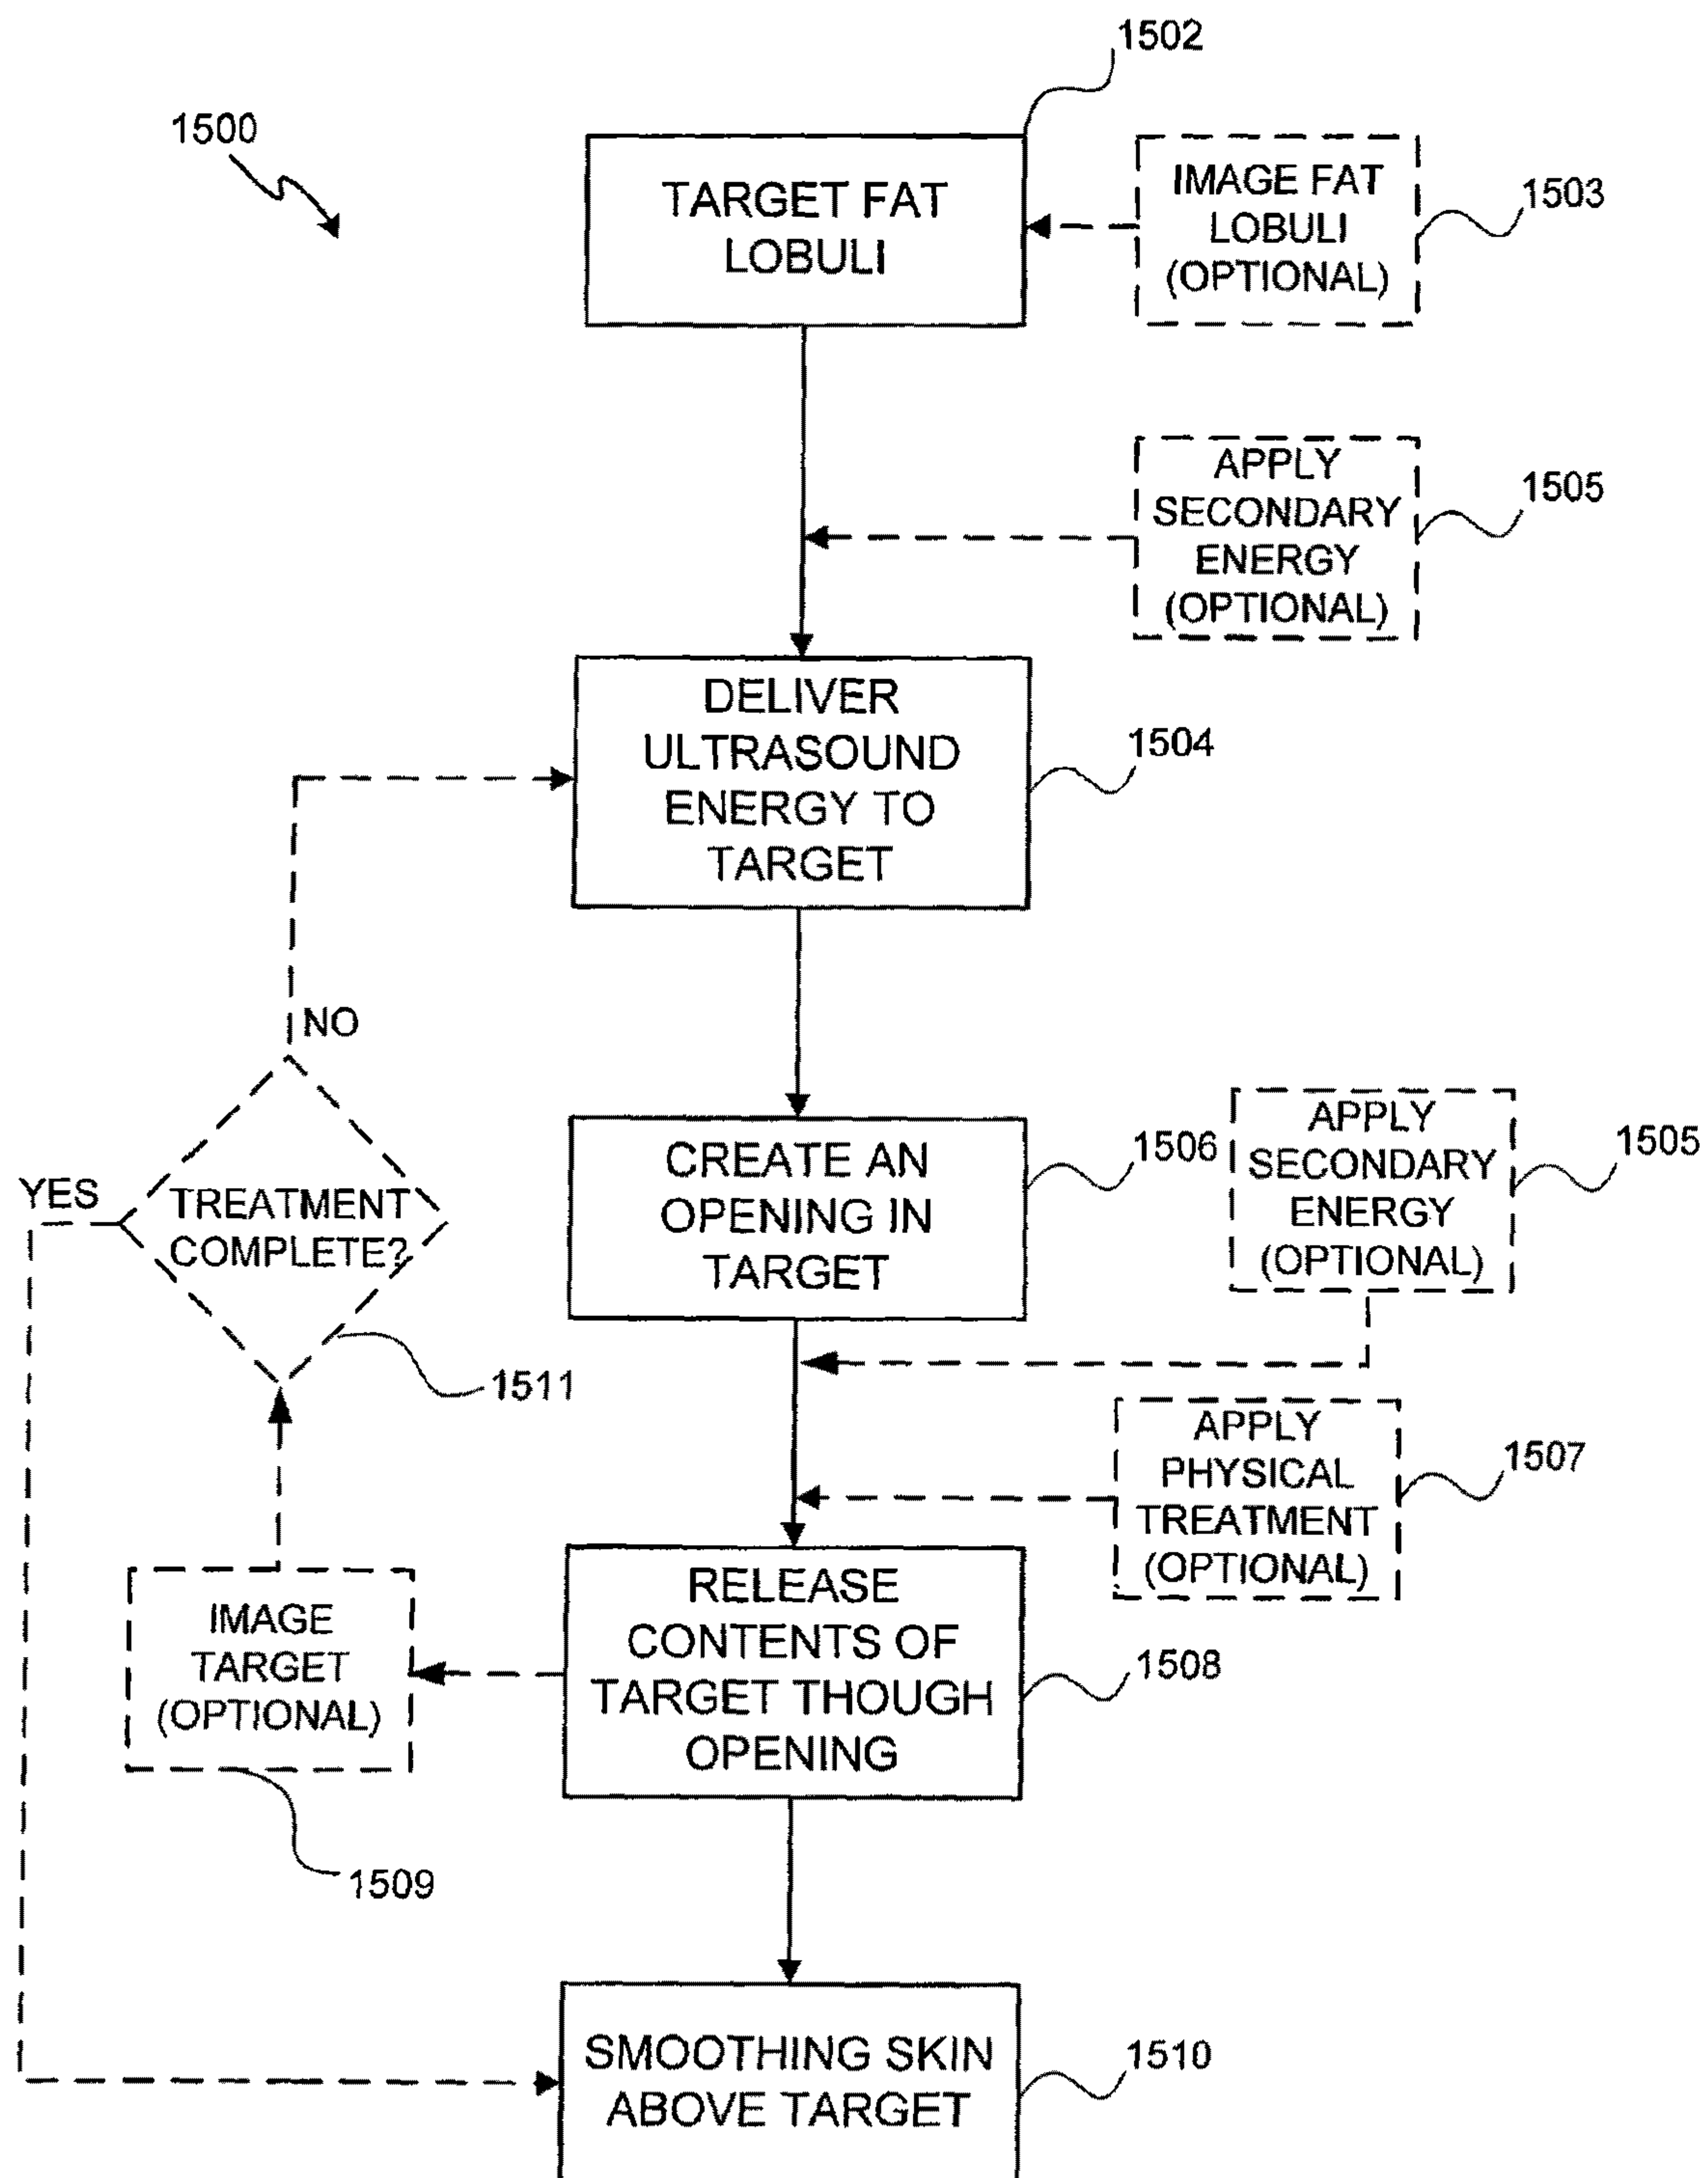 1502
1500
TARGET FAT
LOBULI
IMAGE FAT
LOBULI
(OPTIONAL)
1503
APPLY
SECONDARY
ENERGY
(OPTIONAL)
1505
DELIVER
ULTRASOUND
ENERGY TO
TARGET
1504
NO
YES
TREATMENT
COMPLETE?
1511
CREATE AN
OPENING IN
TARGET
1506
APPLY
SECONDARY
ENERGY
(OPTIONAL)
1505
APPLY
PHYSICAL
TREATMENT
(OPTIONAL)
1507
RELEASE
CONTENTS OF
TARGET THOUGH
OPENING
1508
IMAGE
TARGET
(OPTIONAL)
1509
SMOOTHING SKIN
ABOVE TARGET
1510